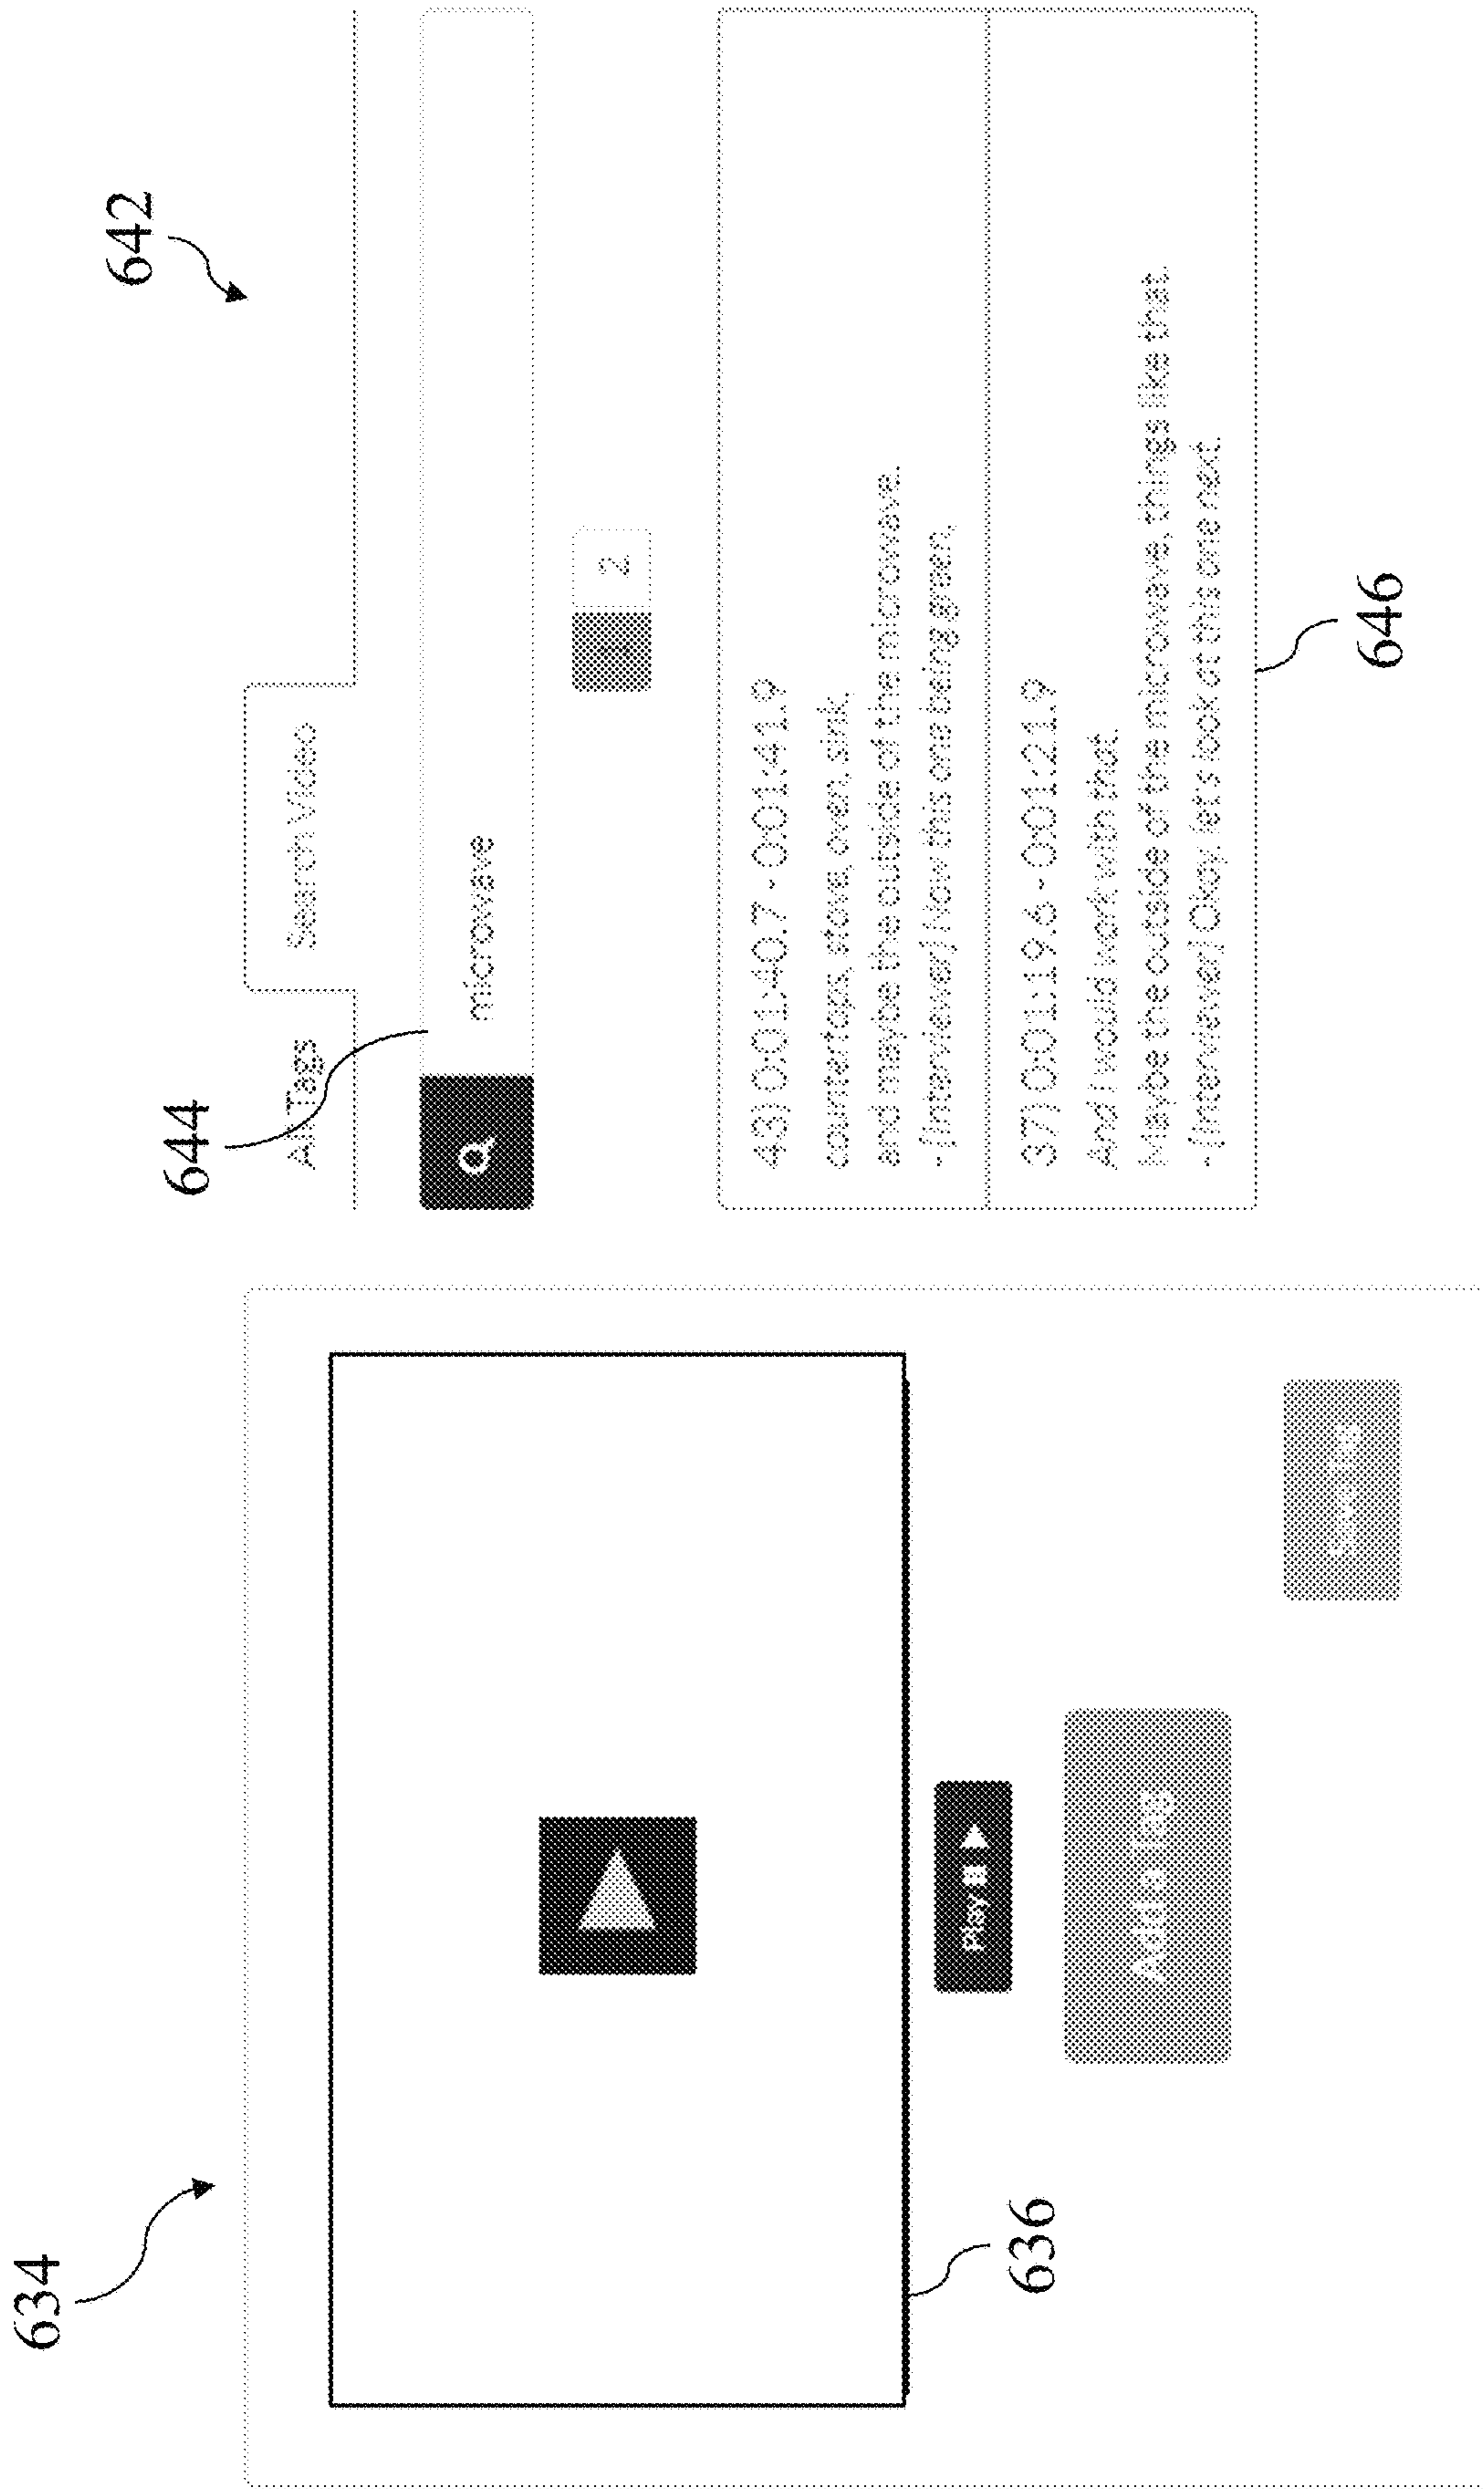 634
636
Play
Add a Tag
642
644
All Tags
Search Video
microwave
2
43) 0:01:40.7 - 0:01:41.9
countertops, stove, oven, sink,
and maybe the outside of the microwave.
- [Interviewer] Now this one being green,
37) 0:01:19.6 - 0:01:21.9
And I would work with that.
Maybe the outside of the microwave, things like that.
- [Interviewer] Okay, let's look at this one next.
646